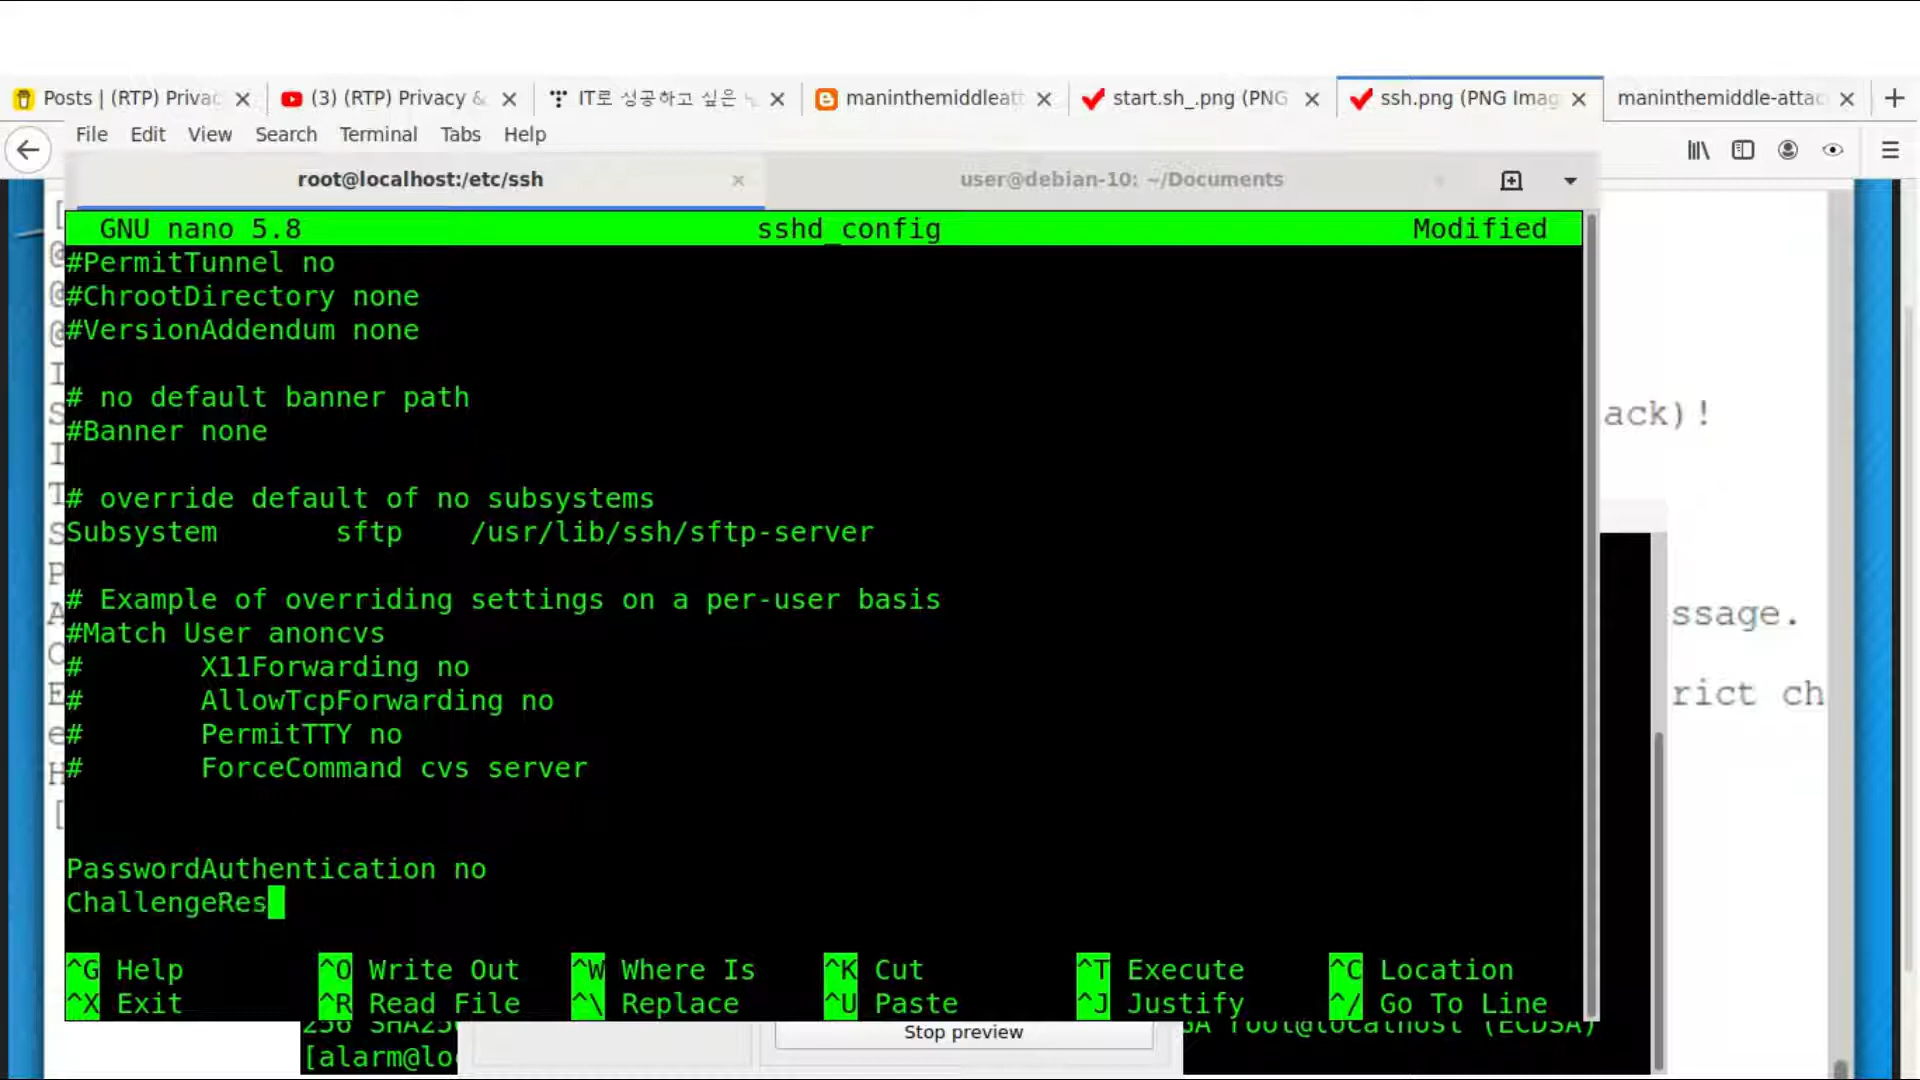 Posts | (RTP) Privac
(3) (RTP) Privacy &
IT로 성공하고 싶은
maninthemiddleatt
start.sh_.png (PNG
ssh.png (PNG Imag
maninthemiddle-attac
File Edit View Search Terminal Tabs Help
root@localhost:/etc/ssh
user@debian-10: ~/Documents
GNU nano 5.8 sshd_config Modified
#PermitTunnel no
#ChrootDirectory none
#VersionAddendum none
# no default banner path
#Banner none
ack)!
# override default of no subsystems
Subsystem sftp /usr/lib/ssh/sftp-server
# Example of overriding settings on a per-user basis
ssage.
#Match User anoncvs
# X11Forwarding no
# AllowTcpForwarding no
rict ch
# PermitTTY no
# ForceCommand cvs server
PasswordAuthentication no
ChallengeRes
^G Help ^O Write Out ^W Where Is ^K Cut ^T Execute ^C Location
^X Exit ^R Read File ^\ Replace ^U Paste ^J Justify ^/ Go To Line
Stop preview
root@localhost (ECDSA)
[alarm@lo